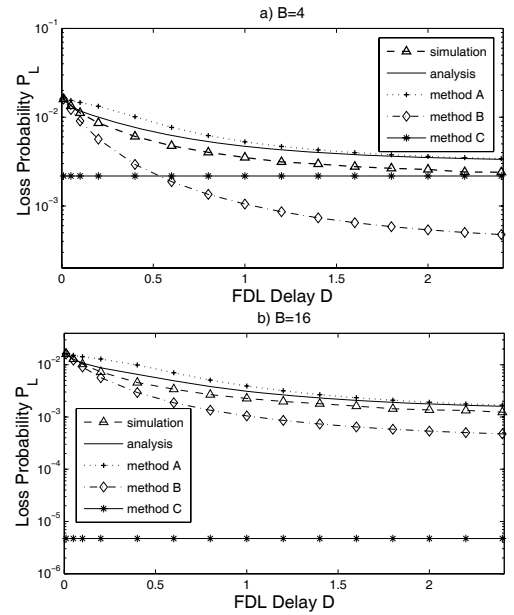 a) B=4
10^-1
10^-2
10^-3
Loss Probability P_L
simulation
analysis
method A
method B
method C
0 0.5 1 1.5 2
FDL Delay D
b) B=16
10^-2
10^-3
10^-4
10^-5
10^-6
Loss Probability P_L
simulation
analysis
method A
method B
method C
0 0.5 1 1.5 2
FDL Delay D